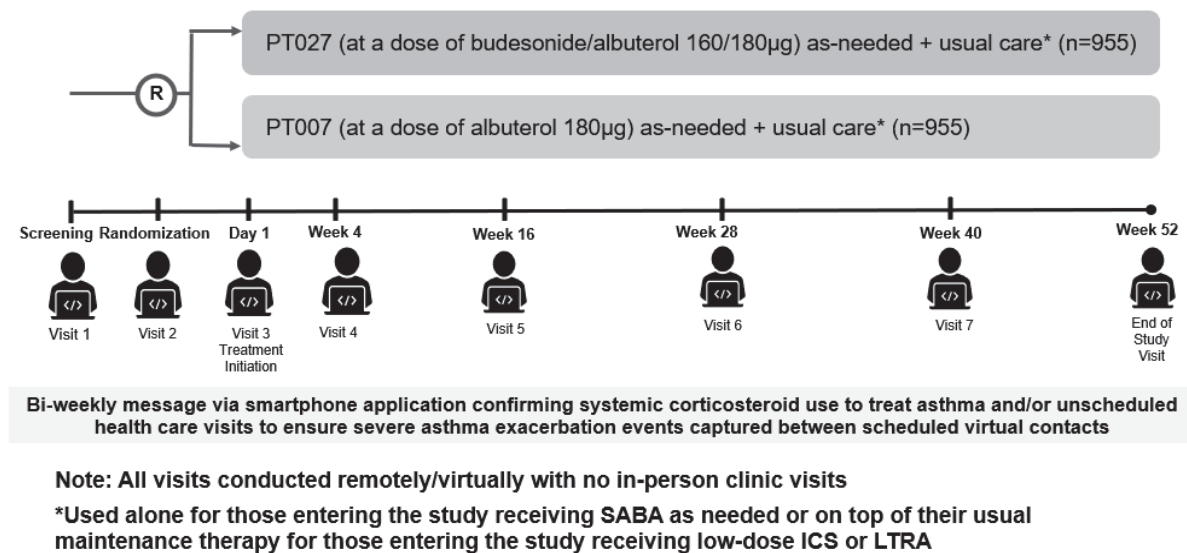 R
PT027 (at a dose of budesonide/albuterol 160/180µg) as-needed + usual care* (n=955)
PT007 (at a dose of albuterol 180µg) as-needed + usual care* (n=955)
Screening Randomization Day 1 Week 4 Week 16 Week 28 Week 40 Week 52
</> </> </> </> </> </> </> </>
Visit 1 Visit 2 Visit 3 Visit 4 Visit 5 Visit 6 Visit 7 End of
Treatment Study
Initiation Visit
Bi-weekly message via smartphone application confirming systemic corticosteroid use to treat asthma and/or unscheduled
health care visits to ensure severe asthma exacerbation events captured between scheduled virtual contacts
Note: All visits conducted remotely/virtually with no in-person clinic visits
*Used alone for those entering the study receiving SABA as needed or on top of their usual
maintenance therapy for those entering the study receiving low-dose ICS or LTRA